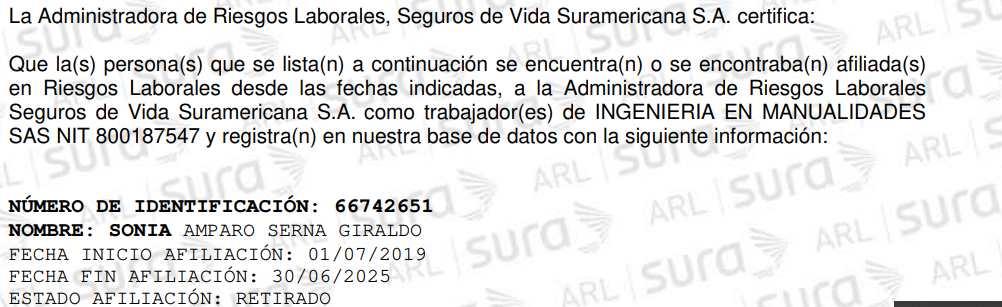 La Administradora de Riesgos Laborales, Seguros de Vida Suramericana S.A. certifica:
Que la(s) persona(s) que se lista(n) a continuación se encuentra(n) o se encontraba(n) afiliada(s)
en Riesgos Laborales desde las fechas indicadas, a la Administradora de Riesgos Laborales
Seguros de Vida Suramericana S.A. como trabajador(es) de INGENIERIA EN MANUALIDADES
SAS NIT 800187547 y registra(n) en nuestra base de datos con la siguiente información:
NÚMERO DE IDENTIFICACIÓN: 66742651
NOMBRE: SONIA AMPARO SERNA GIRALDO
FECHA INICIO AFILIACIÓN: 01/07/2019
FECHA FIN AFILIACIÓN: 30/06/2025
ESTADO AFILIACIÓN: RETIRADO
ARL sura